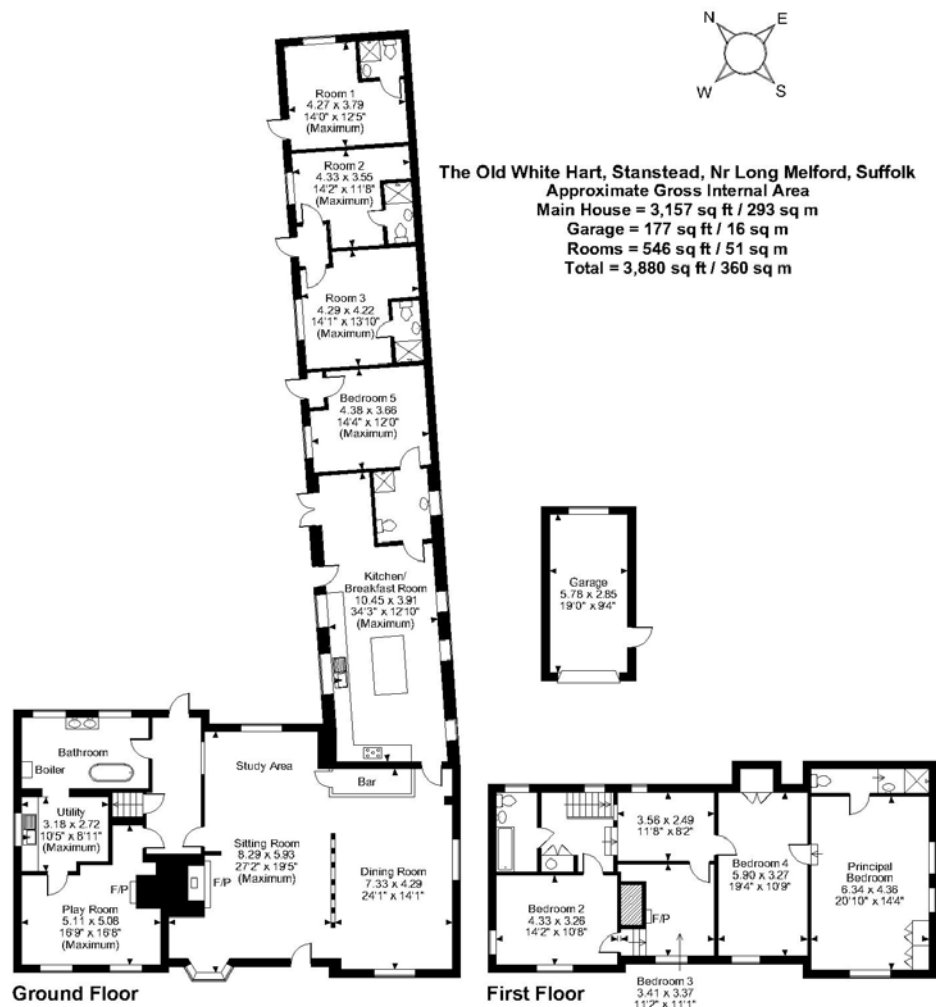 N E
W S
The Old White Hart, Stanstead, Nr Long Melford, Suffolk
Approximate Gross Internal Area
Main House = 3,157 sq ft / 293 sq m
Garage = 177 sq ft / 16 sq m
Rooms = 546 sq ft / 51 sq m
Total = 3,880 sq ft / 360 sq m
Room 1
4.27 x 3.79
14'0" x 12'5"
(Maximum)
Room 2
4.33 x 3.55
14'2" x 11'8"
(Maximum)
Room 3
4.29 x 4.22
14'1" x 13'10"
(Maximum)
Bedroom 5
4.38 x 3.66
14'4" x 12'0"
(Maximum)
Kitchen/
Breakfast Room
10.45 x 3.91
34'3" x 12'10"
(Maximum)
Garage
5.78 x 2.85
19'0" x 9'4"
Bathroom
Boiler
Utility
3.18 x 2.72
10'5" x 8'11"
(Maximum)
F/P
Play Room
5.11 x 5.08
16'9" x 16'8"
(Maximum)
Study Area
Sitting Room
8.29 x 5.93
27'2" x 19'5"
(Maximum)
F/P
Bar
Dining Room
7.33 x 4.29
24'1" x 14'1"
Ground Floor
3.56 x 2.49
11'8" x 8'2"
Bedroom 4
5.90 x 3.27
19'4" x 10'9"
Principal
Bedroom
6.34 x 4.36
20'10" x 14'4"
Bedroom 2
4.33 x 3.26
14'2" x 10'8"
F/P
Bedroom 3
3.41 x 3.37
11'2" x 11'1"
First Floor